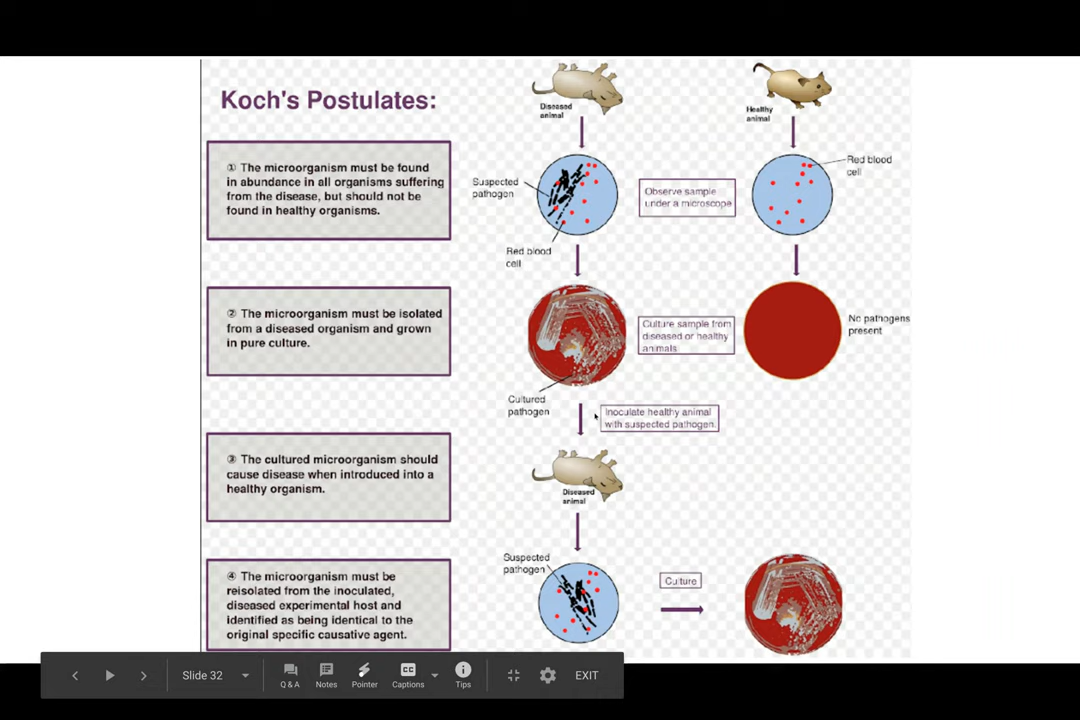 Koch's Postulates:
Diseased
animal
Healthy
animal
① The microorganism must be found
in abundance in all organisms suffering
from the disease, but should not be
found in healthy organisms.
Suspected
pathogen
Observe sample
under a microscope
Red blood
cell
Red blood
cell
② The microorganism must be isolated
from a diseased organism and grown
in pure culture.
Culture sample from
diseased or healthy
animals
No pathogens
present
Cultured
pathogen
Inoculate healthy animal
with suspected pathogen.
③ The cultured microorganism should
cause disease when introduced into a
healthy organism.
Diseased
animal
④ The microorganism must be
reisolated from the inoculated,
diseased experimental host and
identified as being identical to the
original specific causative agent.
Suspected
pathogen
Culture
Slide 32
Q & A
Notes
Pointer
CC
Captions
Tips
EXIT